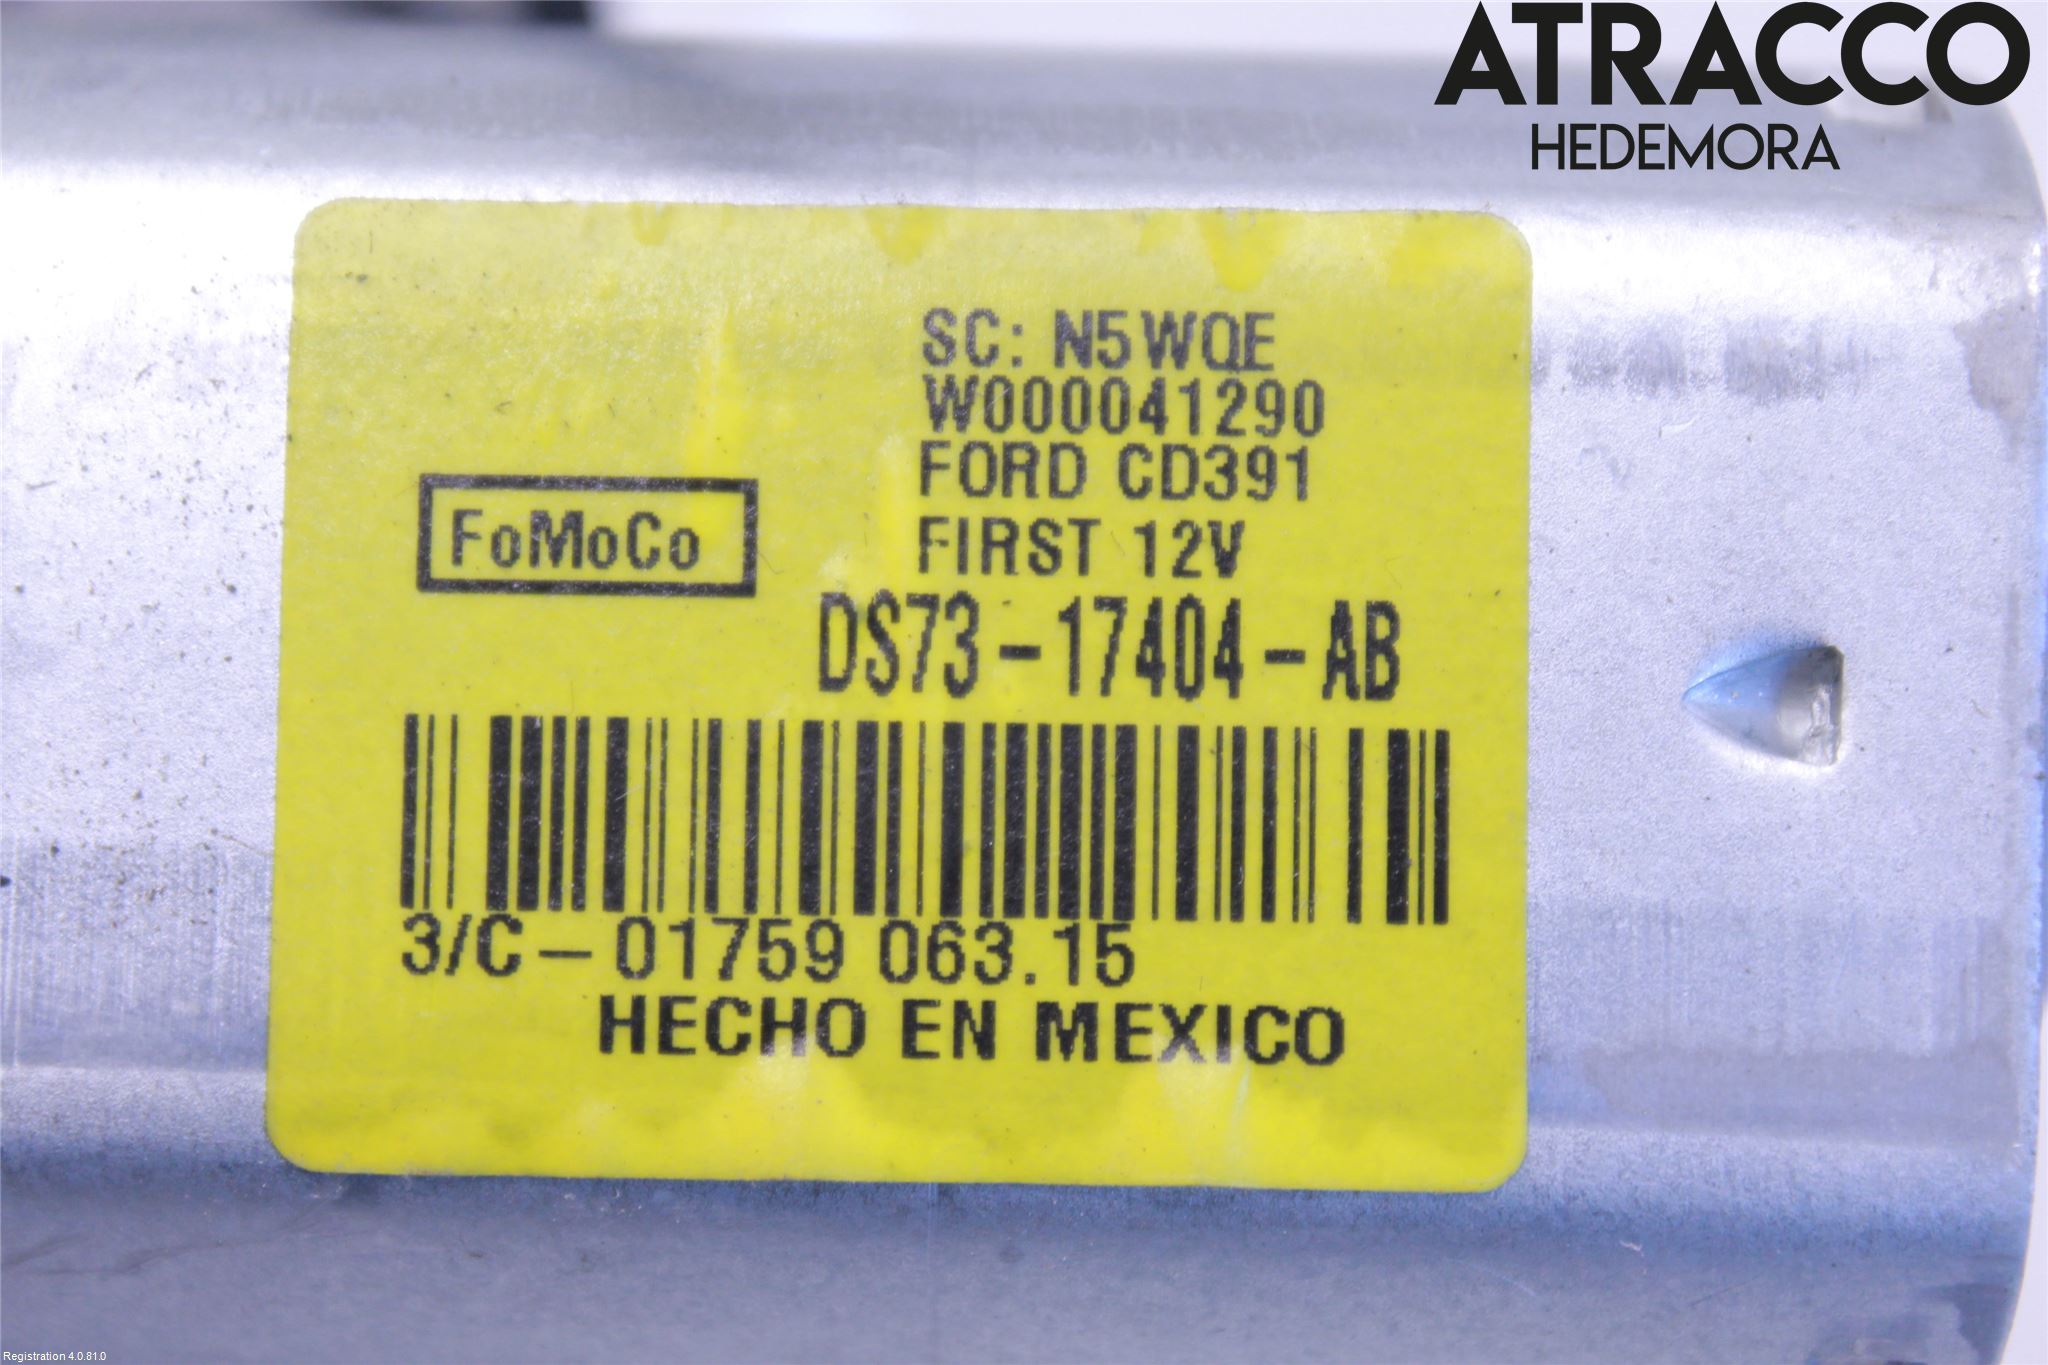 ATRACCO
HEDEMORA
SC: N5WQE
W000041290
FORD CD391
FoMoCo
FIRST 12V
DS73-17404-AB
3/C-01759 063.15
HECHO EN MEXICO
Registration 4.0.81.0